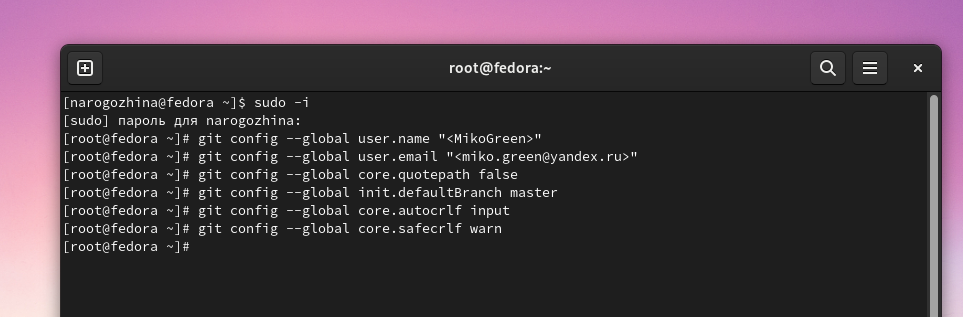 root@fedora:~
[narogozhina@fedora ~]$ sudo -i
[sudo] пароль для narogozhina:
[root@fedora ~]# git config --global user.name "<MikoGreen>"
[root@fedora ~]# git config --global user.email "<miko.green@yandex.ru>"
[root@fedora ~]# git config --global core.quotepath false
[root@fedora ~]# git config --global init.defaultBranch master
[root@fedora ~]# git config --global core.autocrlf input
[root@fedora ~]# git config --global core.safecrlf warn
[root@fedora ~]#